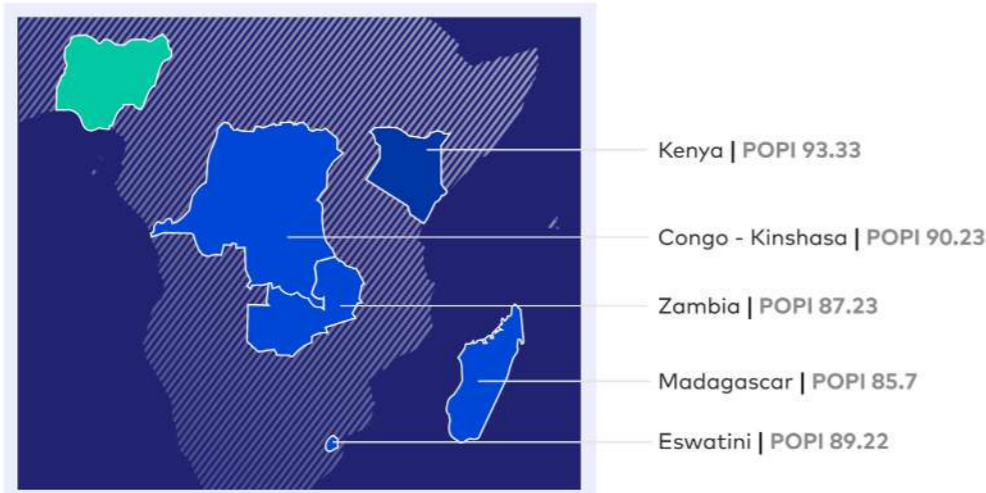 Kenya | POPI 93.33
Congo - Kinshasa | POPI 90.23
Zambia | POPI 87.23
Madagascar | POPI 85.7
Eswatini | POPI 89.22